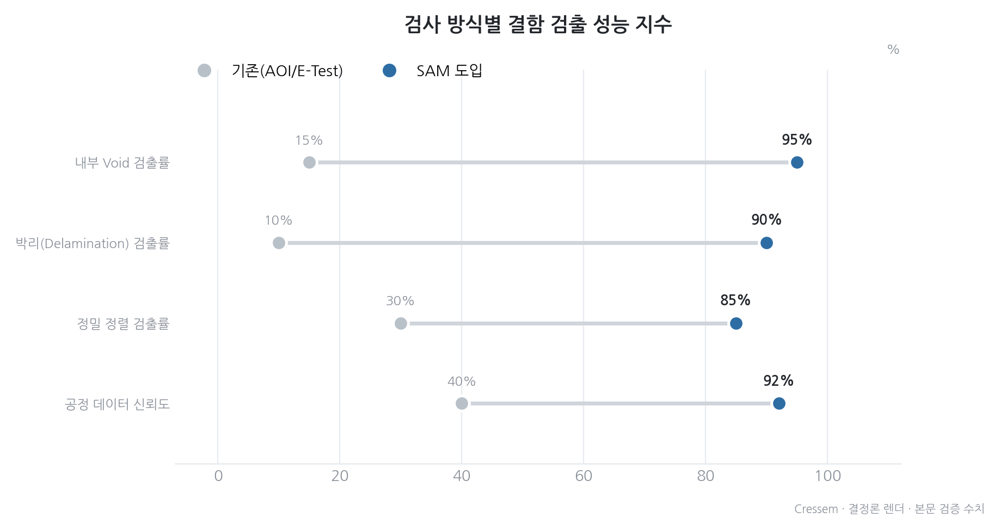 검사 방식별 결함 검출 성능 지수
%
기존(AOI/E-Test) SAM 도입
15% 95%
내부 Void 검출률
10% 90%
박리(Delamination) 검출률
30% 85%
정밀 정렬 검출률
40% 92%
공정 데이터 신뢰도
0 20 40 60 80 100
Cressem · 결정론 렌더 · 본문 검증 수치